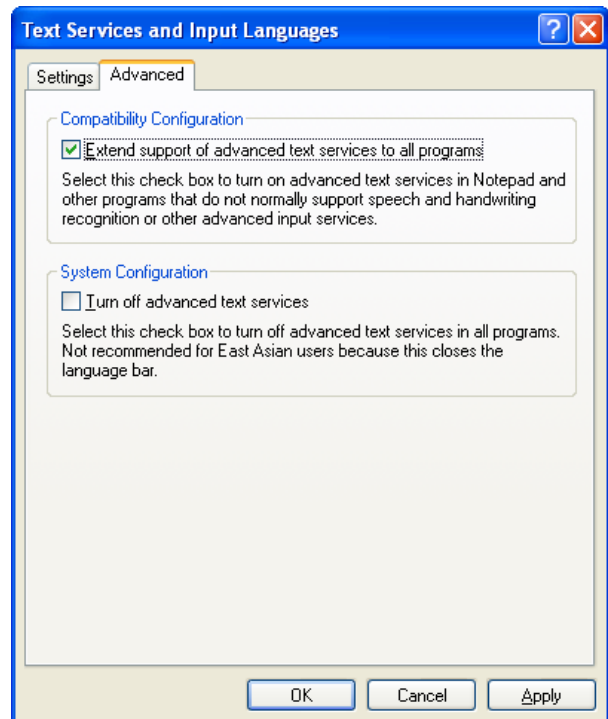 Text Services and Input Languages
Settings Advanced
Compatibility Configuration
Extend support of advanced text services to all programs
Select this check box to turn on advanced text services in Notepad and
other programs that do not normally support speech and handwriting
recognition or other advanced input services.
System Configuration
Turn off advanced text services
Select this check box to turn off advanced text services in all programs.
Not recommended for East Asian users because this closes the
language bar.
OK Cancel Apply